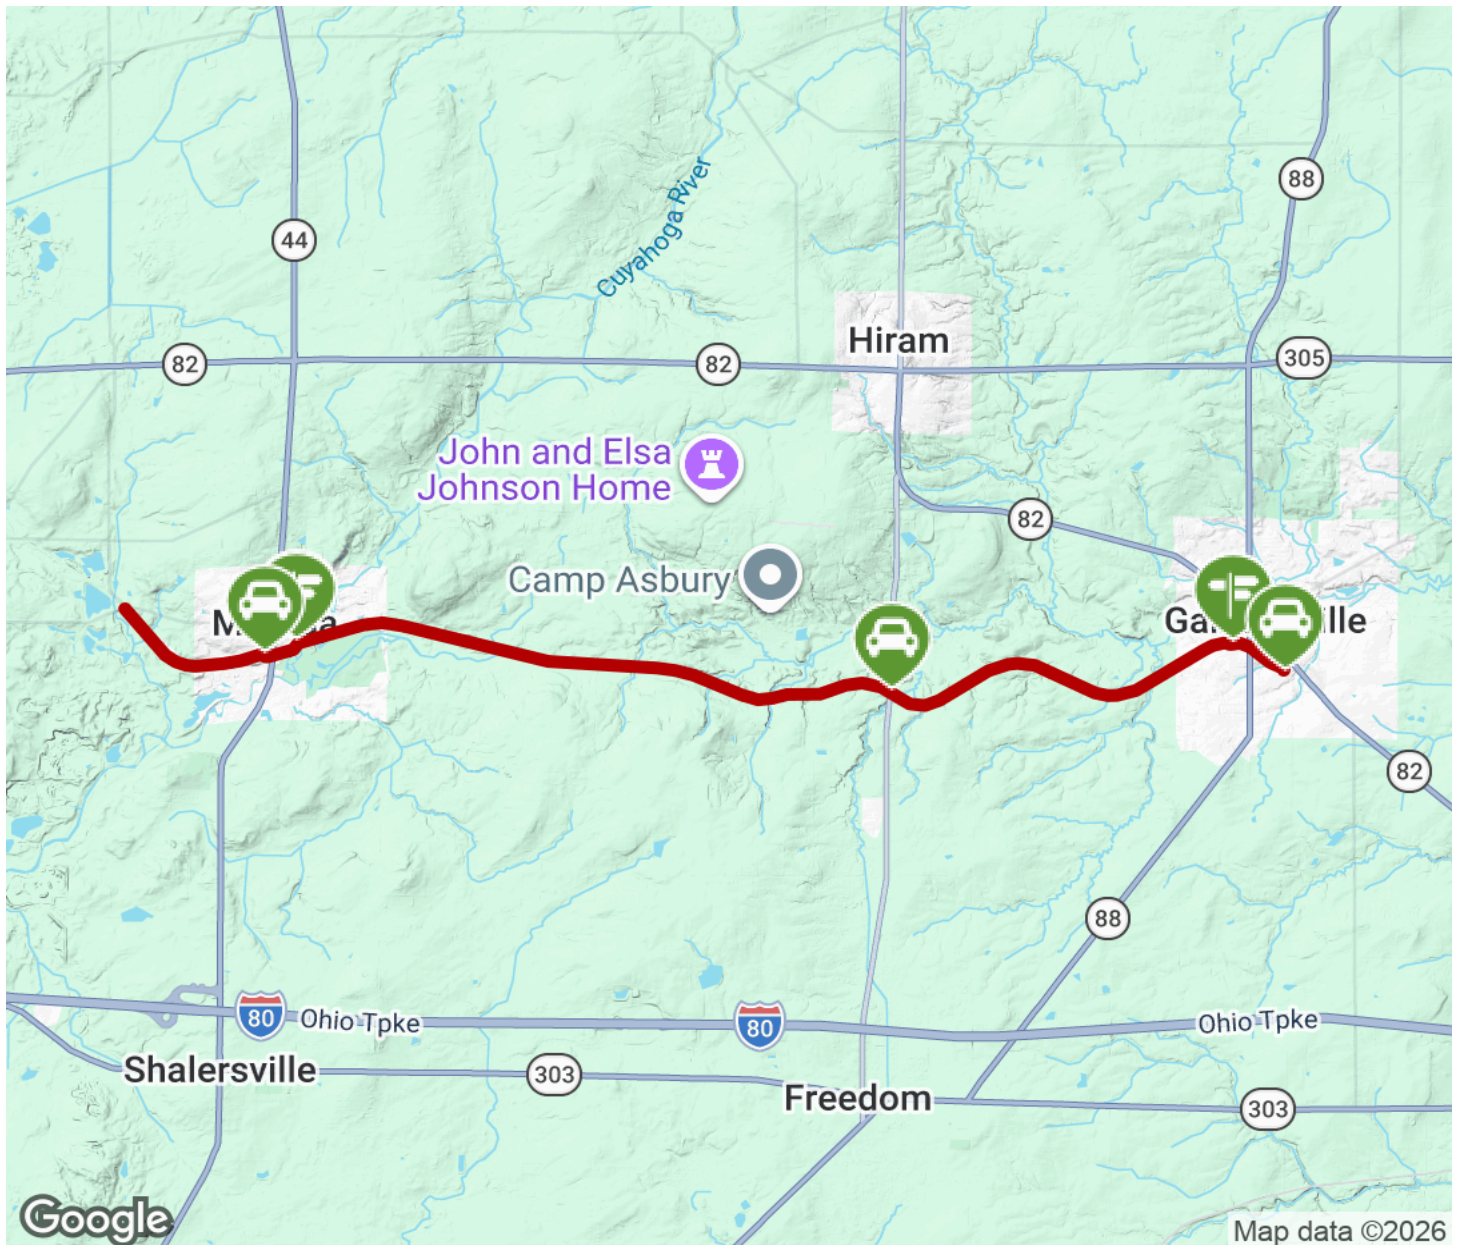 88
44
Cuyahoga River
Hiram
82
82
305
John and Elsa
Johnson Home
82
Camp Asbury
82
88
80
Ohio Tpke
80
Ohio Tpke
Shalersville
303
Freedom
303
Google
Map data ©2026